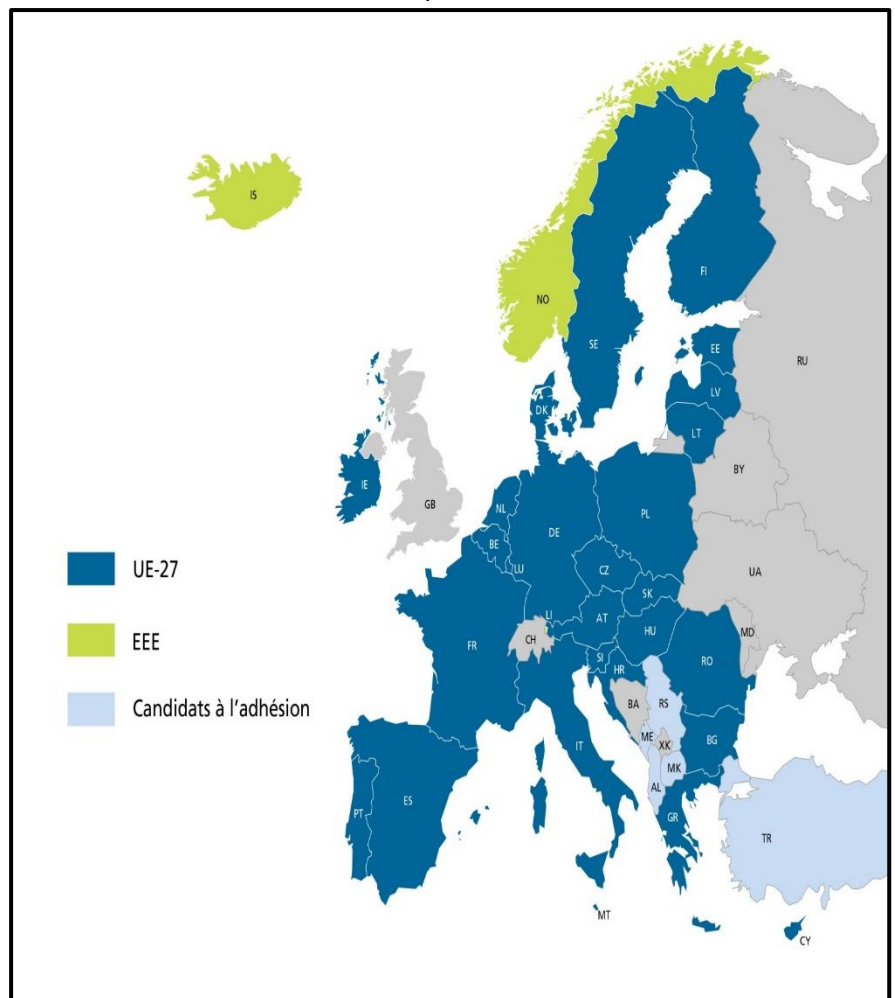 IS
NO
FI
SE
EE
RU
LV
DK
LT
IE
BY
NL
GB
PL
BE
DE
UE-27
LU
CZ
UA
SK
LI
AT
MD
EEE
CH
HU
FR
SI
RO
HR
Candidats à l'adhésion
BA
RS
ME
IT
XK
BG
MK
AL
PT
ES
GR
TR
MT
CY